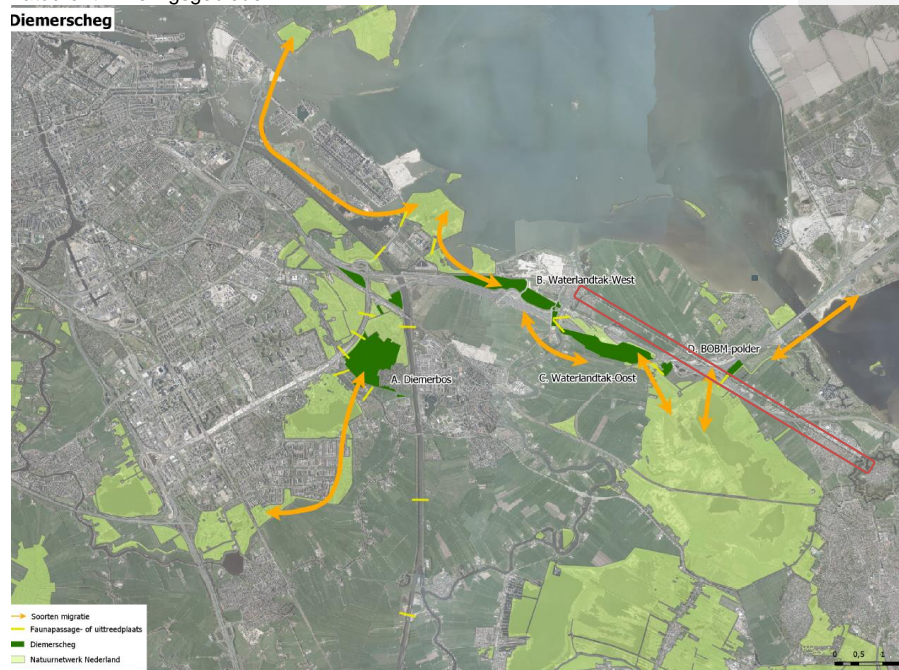 Diemerscheg
B. Waterlandtak-West
D. BOBM-polder
C. Waterlandtak-Oost
A. Diemerbos
Soorten migratie
Faunapassage- of uittreedplaats
Diemerscheg
Natuurnetwerk Nederland
0 0,5 1